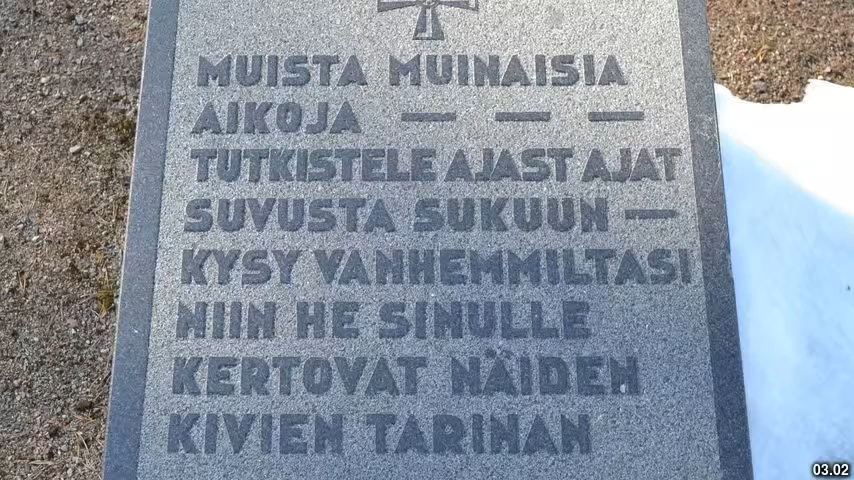 MUISTA MUINAISIA
AIKOJA — — —
TUTKISTELE AJAST AJAT
SUVUSTA SUKUUN —
KYSY VANHEMMILTASI
NIIN HE SINULLE
KERTOVAT NÄIDEN
KIVIEN TARINAN
03.02